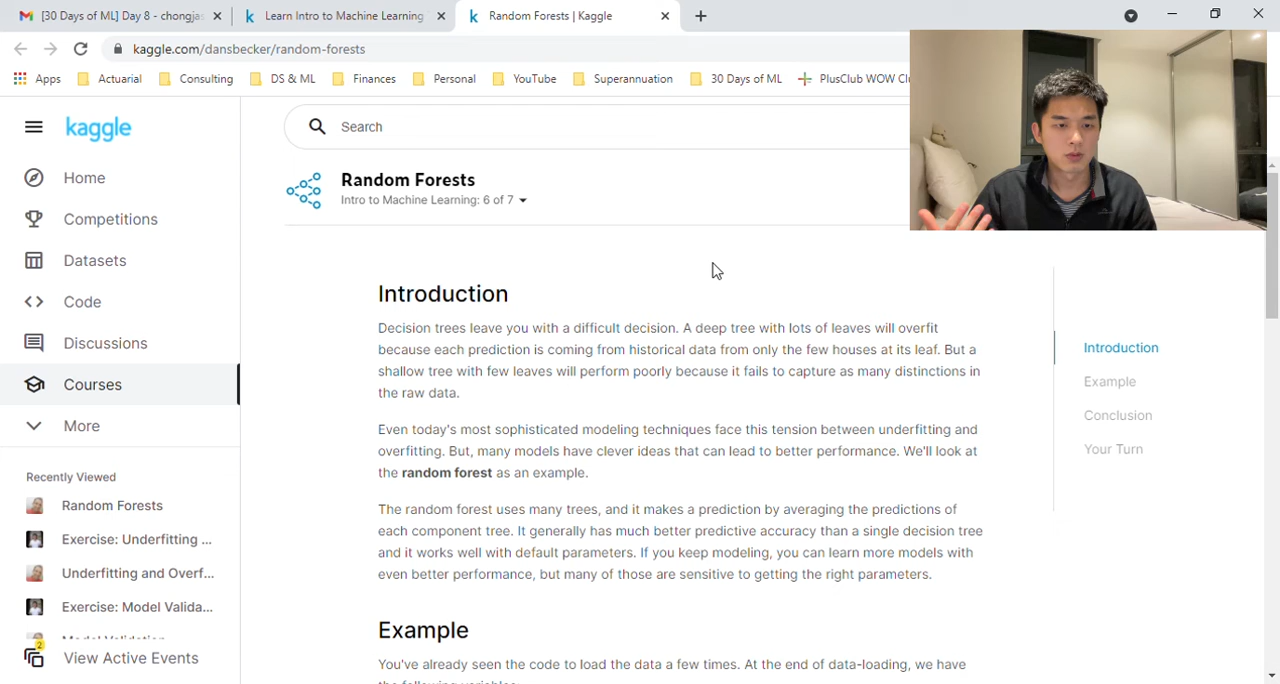 [30 Days of ML] Day 8 - chongjas
Learn Intro to Machine Learning
Random Forests | Kaggle
kaggle.com/dansbecker/random-forests
Apps
Actuarial
Consulting
DS & ML
Finances
Personal
YouTube
Superannuation
30 Days of ML
PlusClub WOW Clu
kaggle
Search
Home
Competitions
Datasets
Code
Discussions
Courses
More
Recently Viewed
Random Forests
Exercise: Underfitting ...
Underfitting and Overf...
Exercise: Model Valida...
Model Validation
2
View Active Events
Random Forests
Intro to Machine Learning: 6 of 7
Introduction
Decision trees leave you with a difficult decision. A deep tree with lots of leaves will overfit
because each prediction is coming from historical data from only the few houses at its leaf. But a
shallow tree with few leaves will perform poorly because it fails to capture as many distinctions in
the raw data.
Even today's most sophisticated modeling techniques face this tension between underfitting and
overfitting. But, many models have clever ideas that can lead to better performance. We'll look at
the random forest as an example.
The random forest uses many trees, and it makes a prediction by averaging the predictions of
each component tree. It generally has much better predictive accuracy than a single decision tree
and it works well with default parameters. If you keep modeling, you can learn more models with
even better performance, but many of those are sensitive to getting the right parameters.
Example
You've already seen the code to load the data a few times. At the end of data-loading, we have
the following variables
Introduction
Example
Conclusion
Your Turn